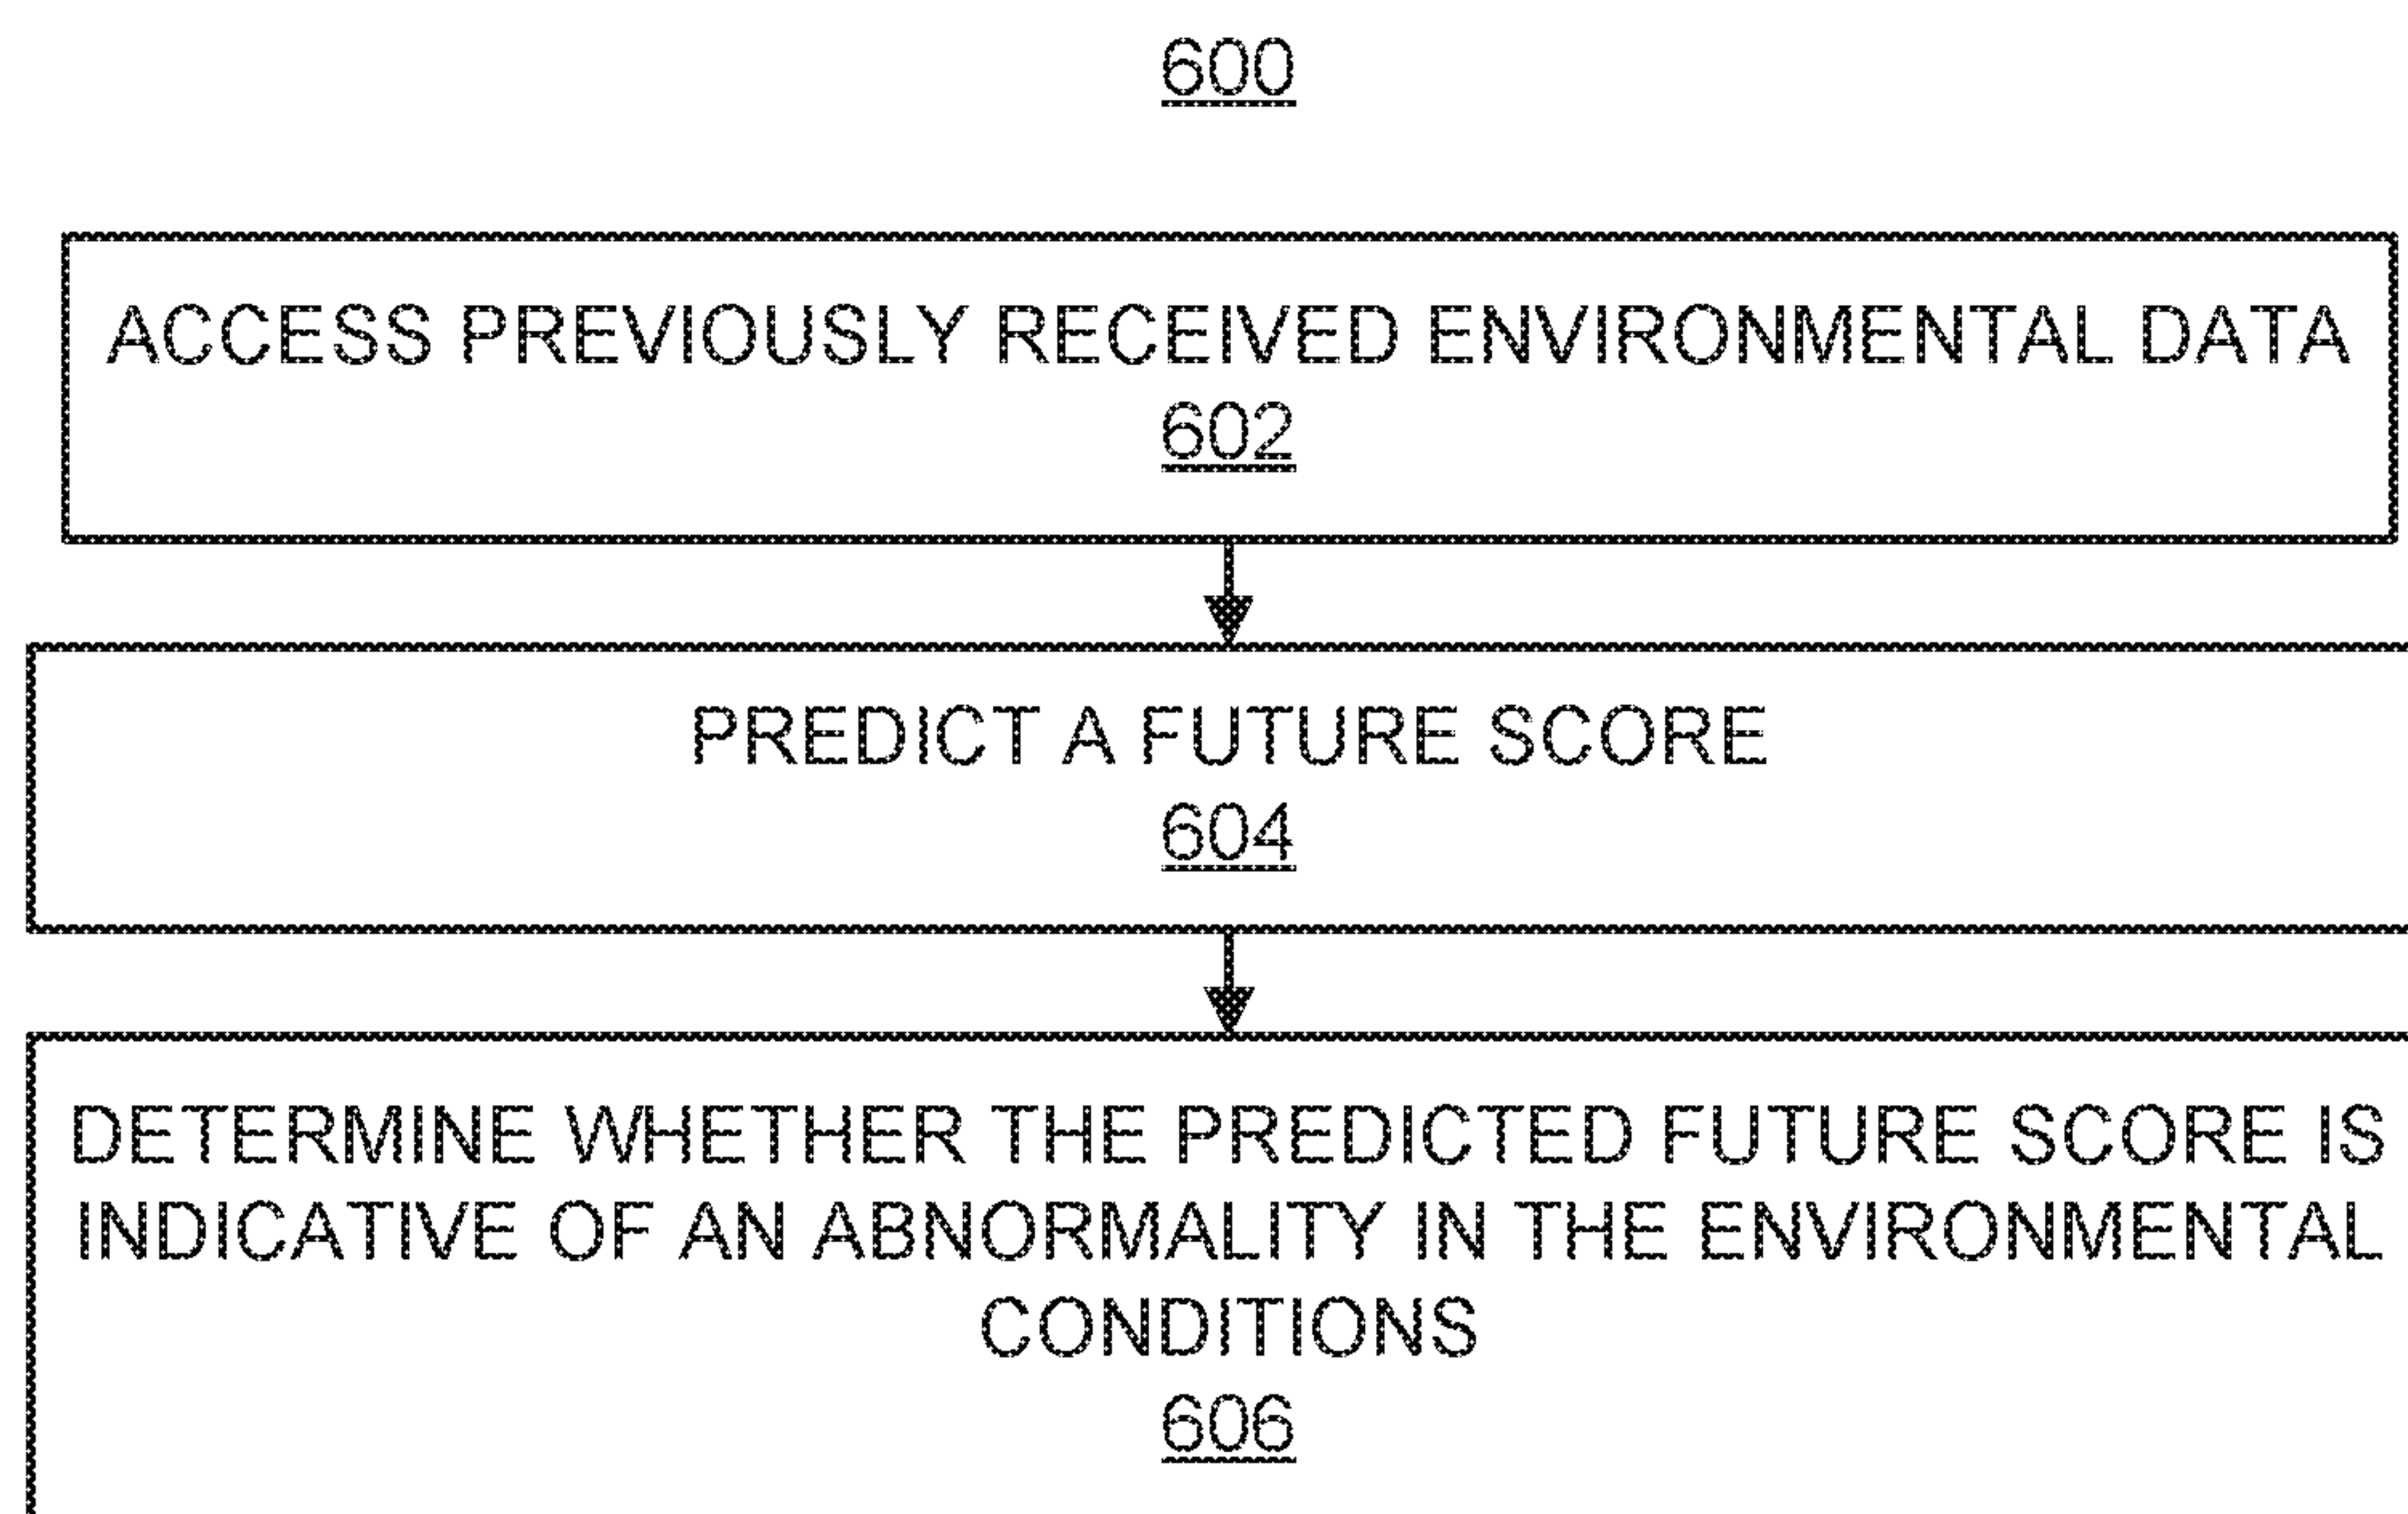 600
ACCESS PREVIOUSLY RECEIVED ENVIRONMENTAL DATA
602
PREDICT A FUTURE SCORE
604
DETERMINE WHETHER THE PREDICTED FUTURE SCORE IS
INDICATIVE OF AN ABNORMALITY IN THE ENVIRONMENTAL
CONDITIONS
606